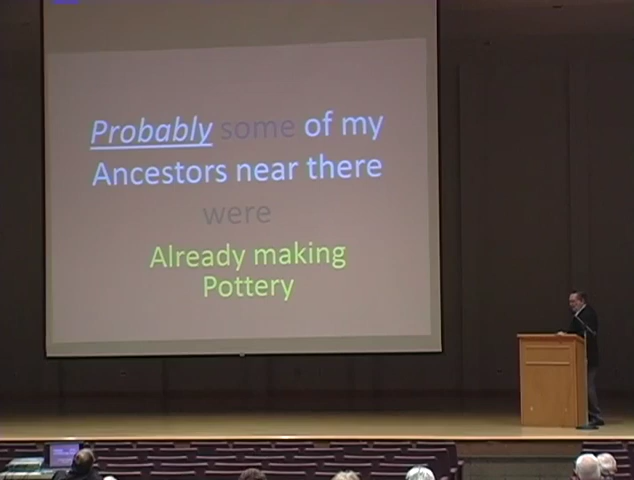 Probably some of my
Ancestors near there
were
Already making
Pottery